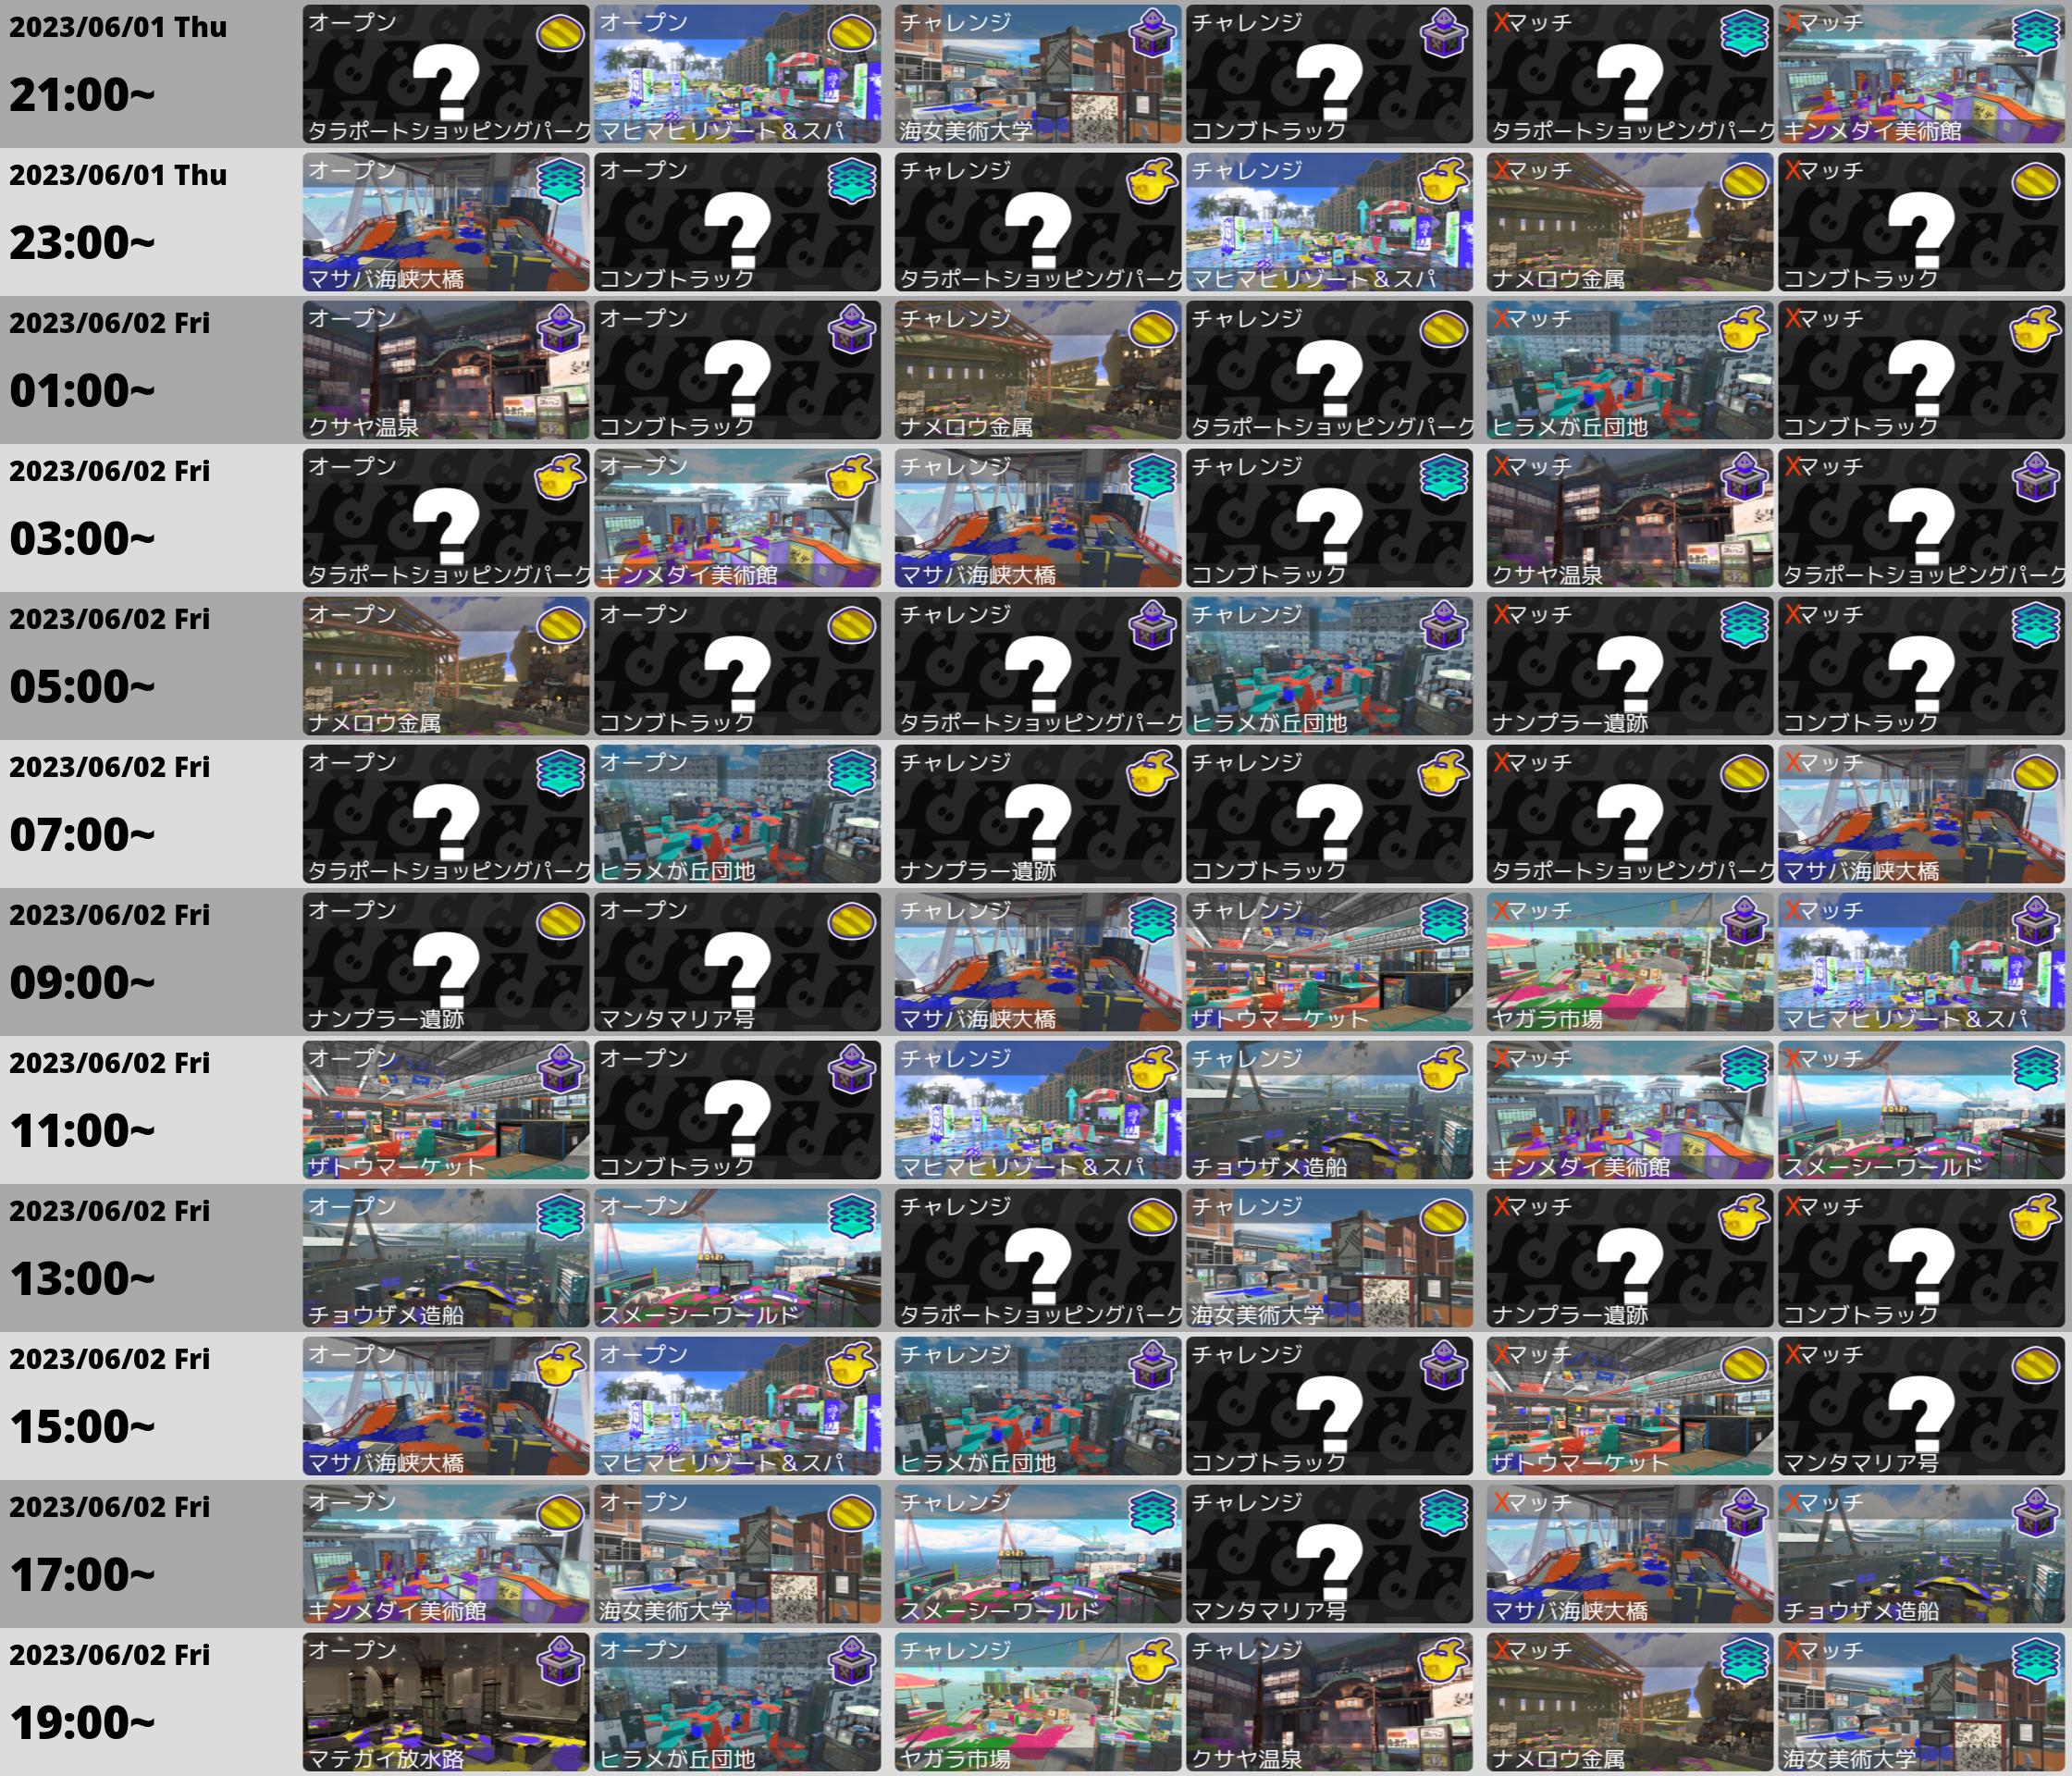 2023/06/01 Thu
21:00~
オープン
タラポートショッピングパーク
オープン
マヒマヒリゾート＆スパ
チャレンジ
海女美術大学
チャレンジ
コンブトラック
Xマッチ
タラポートショッピングパーク
Xマッチ
キンメダイ美術館
2023/06/01 Thu
23:00~
オープン
マサバ海峡大橋
オープン
コンブトラック
チャレンジ
タラポートショッピングパーク
チャレンジ
マヒマヒリゾート＆スパ
Xマッチ
ナメロウ金属
Xマッチ
コンブトラック
2023/06/02 Fri
01:00~
オープン
クサヤ温泉
オープン
コンブトラック
チャレンジ
ナメロウ金属
チャレンジ
タラポートショッピングパーク
Xマッチ
ヒラメが丘団地
Xマッチ
コンブトラック
2023/06/02 Fri
03:00~
オープン
タラポートショッピングパーク
オープン
キンメダイ美術館
チャレンジ
マサバ海峡大橋
チャレンジ
コンブトラック
Xマッチ
クサヤ温泉
Xマッチ
タラポートショッピングパーク
2023/06/02 Fri
05:00~
オープン
ナメロウ金属
オープン
コンブトラック
チャレンジ
タラポートショッピングパーク
チャレンジ
ヒラメが丘団地
Xマッチ
ナンプラー遺跡
Xマッチ
コンブトラック
2023/06/02 Fri
07:00~
オープン
タラポートショッピングパーク
オープン
ヒラメが丘団地
チャレンジ
ナンプラー遺跡
チャレンジ
コンブトラック
Xマッチ
タラポートショッピングパーク
Xマッチ
マサバ海峡大橋
2023/06/02 Fri
09:00~
オープン
ナンプラー遺跡
オープン
マンタマリア号
チャレンジ
マサバ海峡大橋
チャレンジ
ザトウマーケット
Xマッチ
ヤガラ市場
Xマッチ
マヒマヒリゾート＆スパ
2023/06/02 Fri
11:00~
オープン
ザトウマーケット
オープン
コンブトラック
チャレンジ
マヒマヒリゾート＆スパ
チャレンジ
チョウザメ造船
Xマッチ
キンメダイ美術館
Xマッチ
スメーシーワールド
2023/06/02 Fri
13:00~
オープン
チョウザメ造船
オープン
スメーシーワールド
チャレンジ
タラポートショッピングパーク
チャレンジ
海女美術大学
Xマッチ
ナンプラー遺跡
Xマッチ
コンブトラック
2023/06/02 Fri
15:00~
オープン
マサバ海峡大橋
オープン
マヒマヒリゾート＆スパ
チャレンジ
ヒラメが丘団地
チャレンジ
コンブトラック
Xマッチ
ザトウマーケット
Xマッチ
マンタマリア号
2023/06/02 Fri
17:00~
オープン
キンメダイ美術館
オープン
海女美術大学
チャレンジ
スメーシーワールド
チャレンジ
マンタマリア号
Xマッチ
マサバ海峡大橋
Xマッチ
チョウザメ造船
2023/06/02 Fri
19:00~
オープン
マテガイ放水路
オープン
ヒラメが丘団地
チャレンジ
ヤガラ市場
チャレンジ
クサヤ温泉
Xマッチ
ナメロウ金属
Xマッチ
海女美術大学